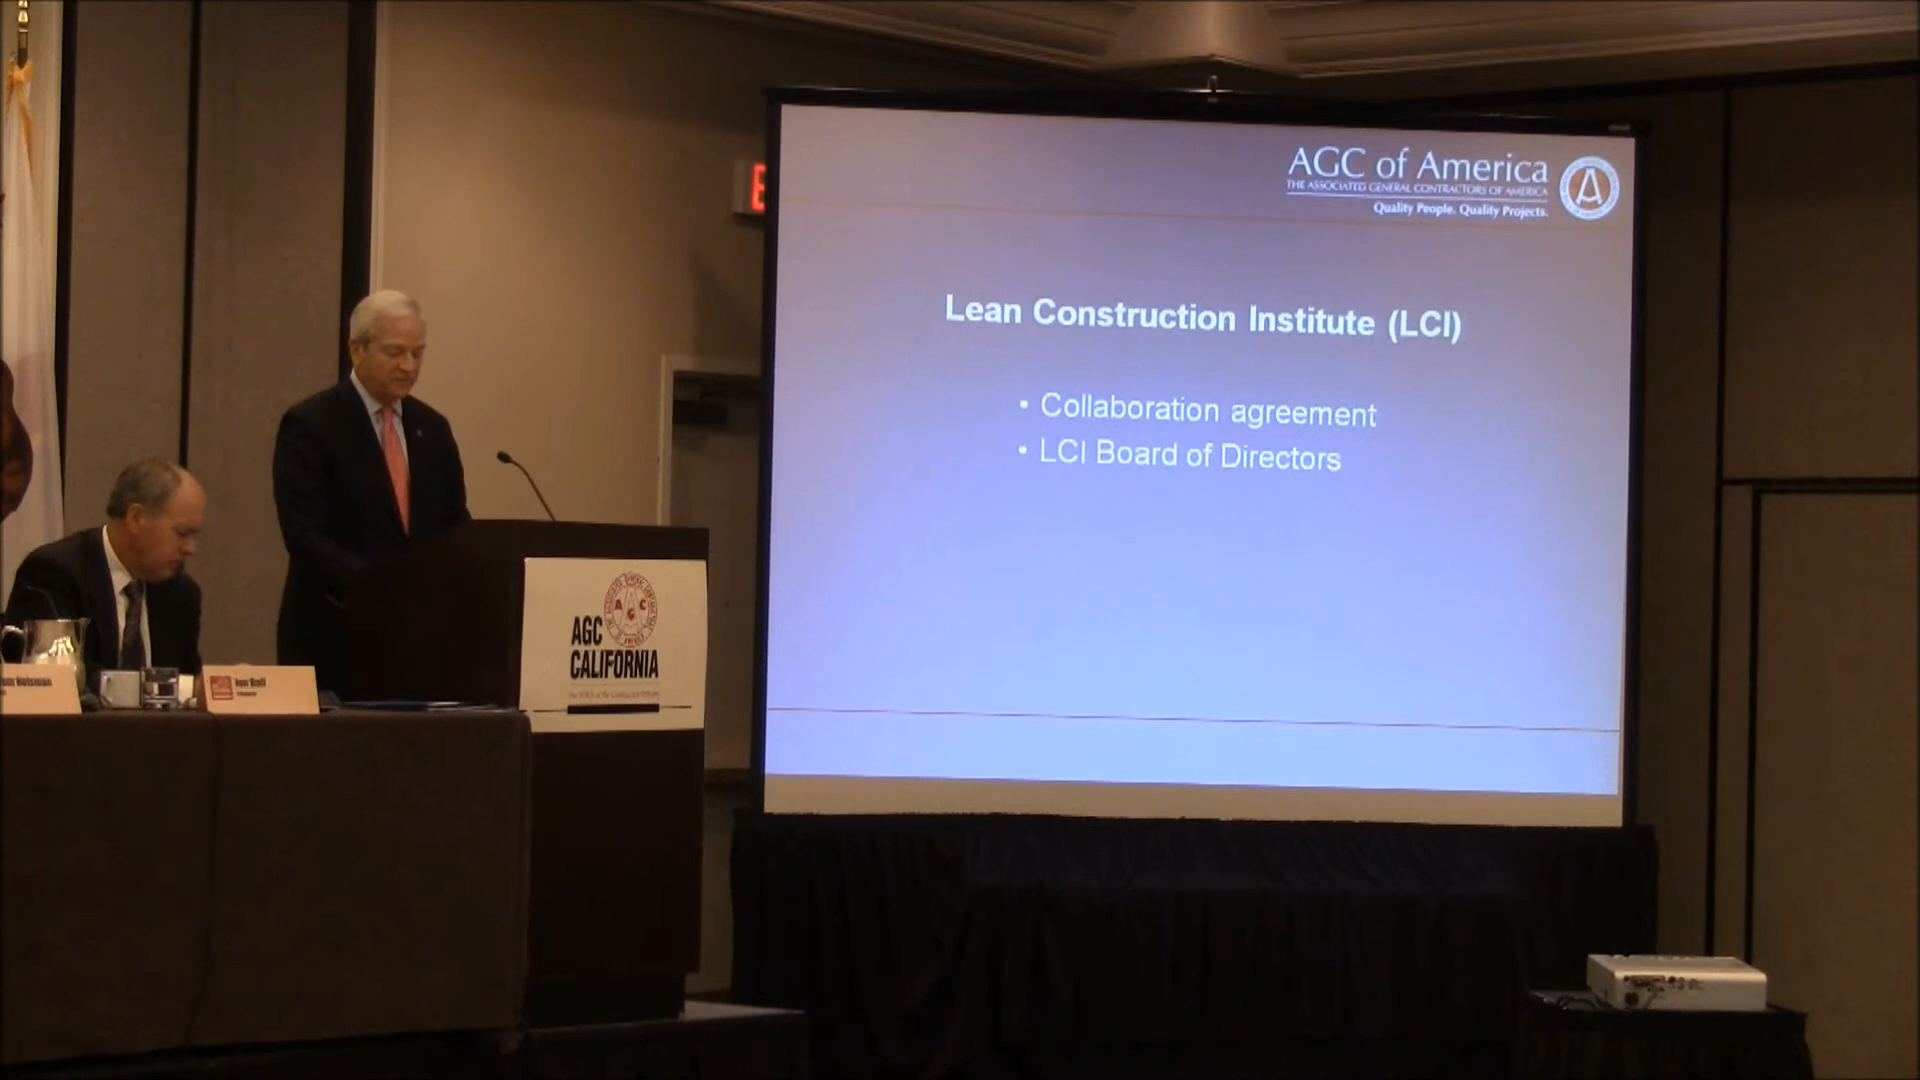 AGC of America
THE ASSOCIATED GENERAL CONTRACTORS OF AMERICA
Quality People. Quality Projects.
Lean Construction Institute (LCI)
• Collaboration agreement
• LCI Board of Directors
E
A G C
AGC
CALIFORNIA